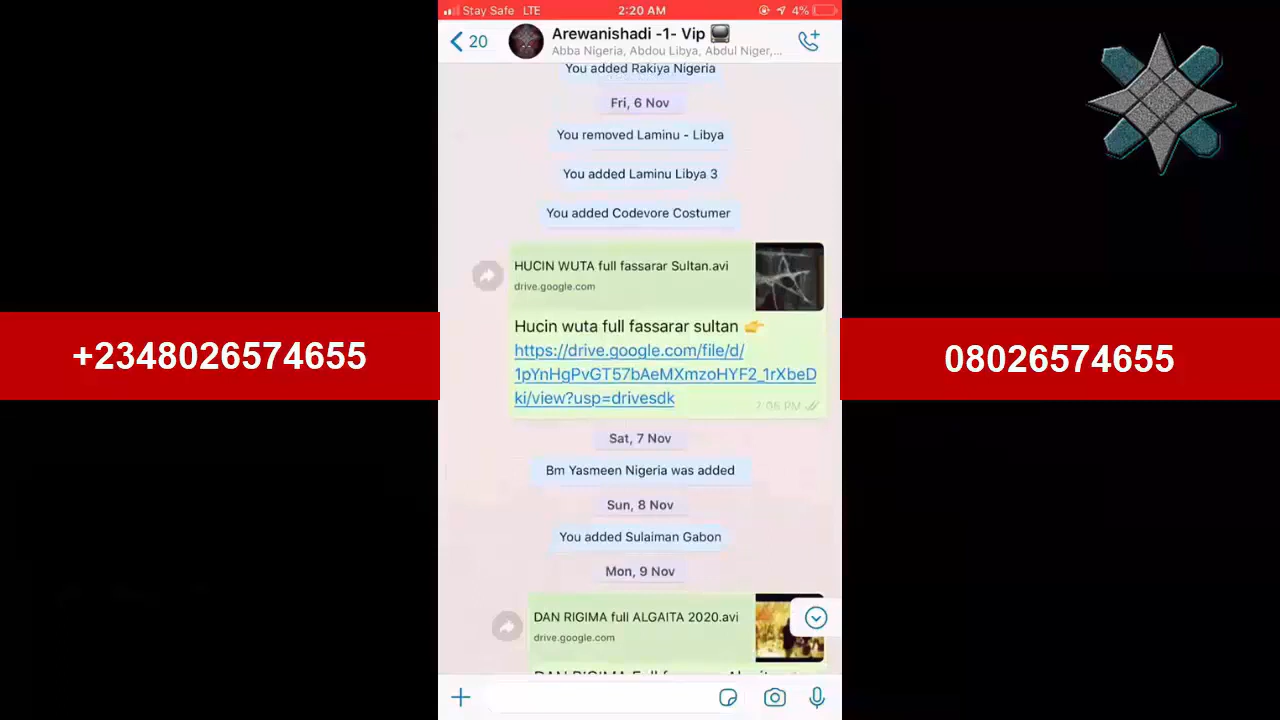 Stay Safe LTE 2:20 AM 4%
20 Arewanishadi -1- Vip 📺
Abba Nigeria, Abdou Libya, Abdul Niger,...
You added Rakiya Nigeria
Fri, 6 Nov
You removed Laminu - Libya
You added Laminu Libya 3
You added Codevore Costumer
HUCIN WUTA full fassarar Sultan.avi
drive.google.com
Hucin wuta full fassarar sultan 👉
https://drive.google.com/file/d/
1pYnHgPvGT57bAeMXmzoHYF2_1rXbeD
ki/view?usp=drivesdk
2:06 PM
+2348026574655
08026574655
Sat, 7 Nov
Bm Yasmeen Nigeria was added
Sun, 8 Nov
You added Sulaiman Gabon
Mon, 9 Nov
DAN RIGIMA full ALGAITA 2020.avi
drive.google.com